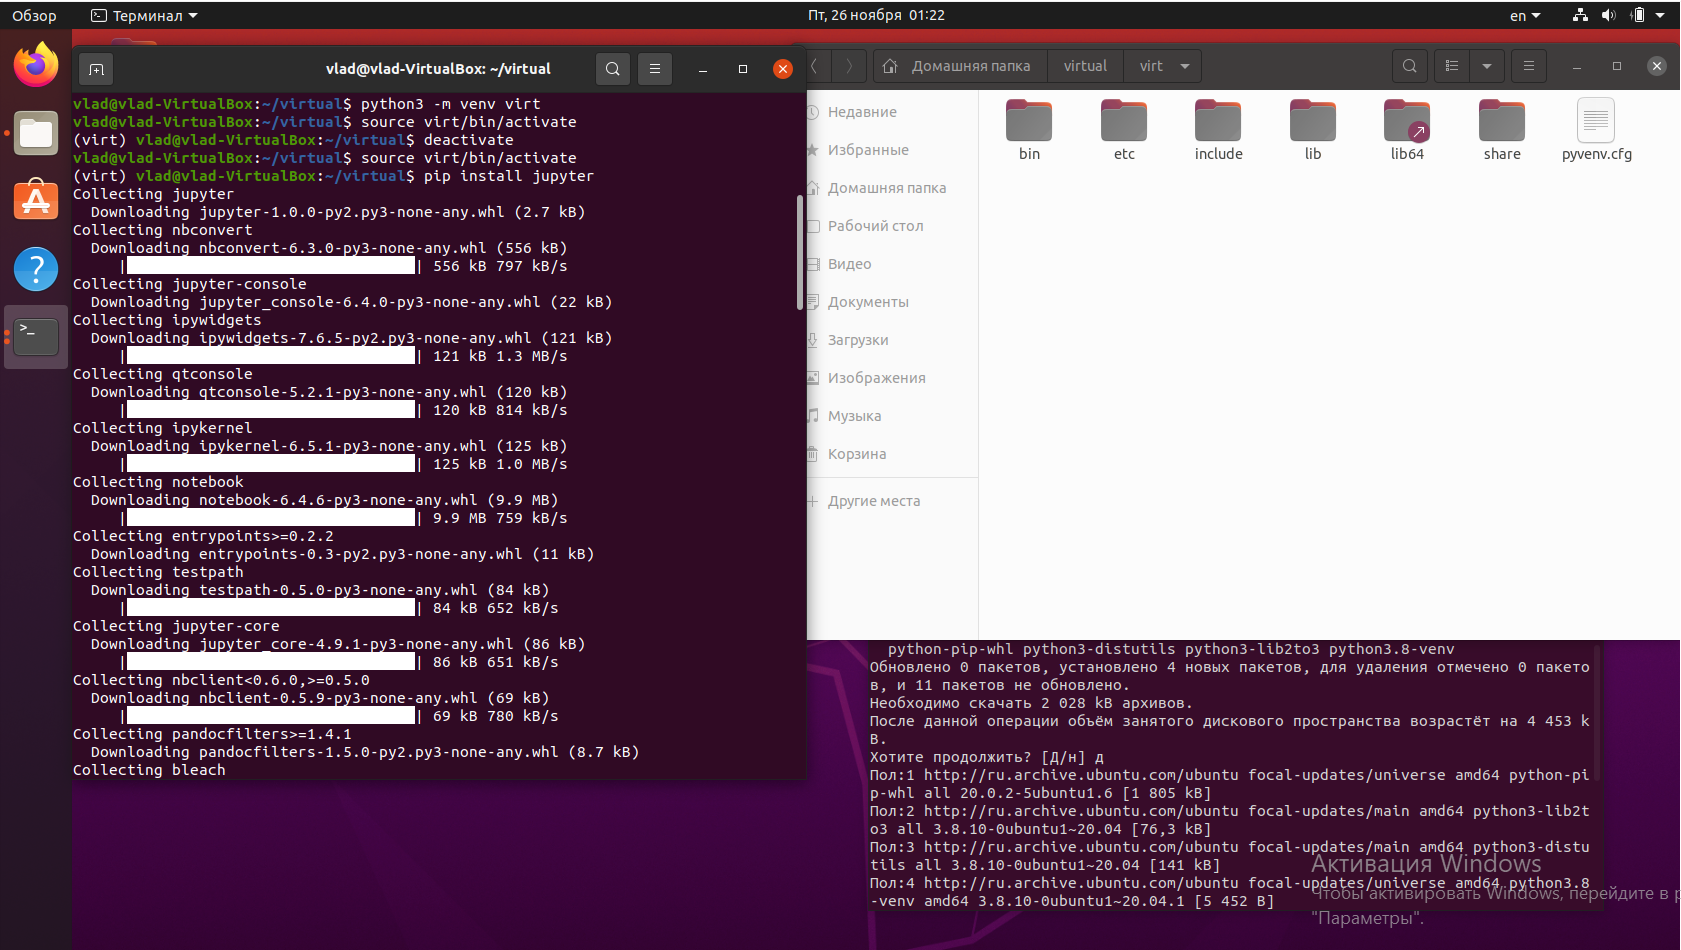 Обзор
Терминал
Пт, 26 ноября 01:22
en
vlad@vlad-VirtualBox: ~/virtual
vlad@vlad-VirtualBox:~/virtual$ python3 -m venv virt
vlad@vlad-VirtualBox:~/virtual$ source virt/bin/activate
(virt) vlad@vlad-VirtualBox:~/virtual$ deactivate
vlad@vlad-VirtualBox:~/virtual$ source virt/bin/activate
(virt) vlad@vlad-VirtualBox:~/virtual$ pip install jupyter
Collecting jupyter
Downloading jupyter-1.0.0-py2.py3-none-any.whl (2.7 kB)
Collecting nbconvert
Downloading nbconvert-6.3.0-py3-none-any.whl (556 kB)
| | 556 kB 797 kB/s
Collecting jupyter-console
Downloading jupyter_console-6.4.0-py3-none-any.whl (22 kB)
Collecting ipywidgets
Downloading ipywidgets-7.6.5-py2.py3-none-any.whl (121 kB)
| | 121 kB 1.3 MB/s
Collecting qtconsole
Downloading qtconsole-5.2.1-py3-none-any.whl (120 kB)
| | 120 kB 814 kB/s
Collecting ipykernel
Downloading ipykernel-6.5.1-py3-none-any.whl (125 kB)
| | 125 kB 1.0 MB/s
Collecting notebook
Downloading notebook-6.4.6-py3-none-any.whl (9.9 MB)
| | 9.9 MB 759 kB/s
Collecting entrypoints>=0.2.2
Downloading entrypoints-0.3-py2.py3-none-any.whl (11 kB)
Collecting testpath
Downloading testpath-0.5.0-py3-none-any.whl (84 kB)
| | 84 kB 652 kB/s
Collecting jupyter-core
Downloading jupyter_core-4.9.1-py3-none-any.whl (86 kB)
| | 86 kB 651 kB/s
Collecting nbclient<0.6.0,>=0.5.0
Downloading nbclient-0.5.9-py3-none-any.whl (69 kB)
| | 69 kB 780 kB/s
Collecting pandocfilters>=1.4.1
Downloading pandocfilters-1.5.0-py2.py3-none-any.whl (8.7 kB)
Collecting bleach
Домашняя папка
virtual
virt
Недавние
Избранные
Домашняя папка
Рабочий стол
Видео
Документы
Загрузки
Изображения
Музыка
Корзина
Другие места
bin
etc
include
lib
lib64
share
pyvenv.cfg
python-pip-whl python3-distutils python3-lib2to3 python3.8-venv
Обновлено 0 пакетов, установлено 4 новых пакетов, для удаления отмечено 0 пакето
в, и 11 пакетов не обновлено.
Необходимо скачать 2 028 kB архивов.
После данной операции объём занятого дискового пространства возрастёт на 4 453 k
B.
Хотите продолжить? [Д/н] д
Пол:1 http://ru.archive.ubuntu.com/ubuntu focal-updates/universe amd64 python-pi
p-whl all 20.0.2-5ubuntu1.6 [1 805 kB]
Пол:2 http://ru.archive.ubuntu.com/ubuntu focal-updates/main amd64 python3-lib2t
o3 all 3.8.10-0ubuntu1~20.04 [76,3 kB]
Пол:3 http://ru.archive.ubuntu.com/ubuntu focal-updates/main amd64 python3-distu
tils all 3.8.10-0ubuntu1~20.04 [141 kB]
Пол:4 http://ru.archive.ubuntu.com/ubuntu focal-updates/universe amd64 python3.8
-venv amd64 3.8.10-0ubuntu1~20.04.1 [5 452 B]
Активация Windows
Чтобы активировать Windows, перейдите в р
"Параметры".